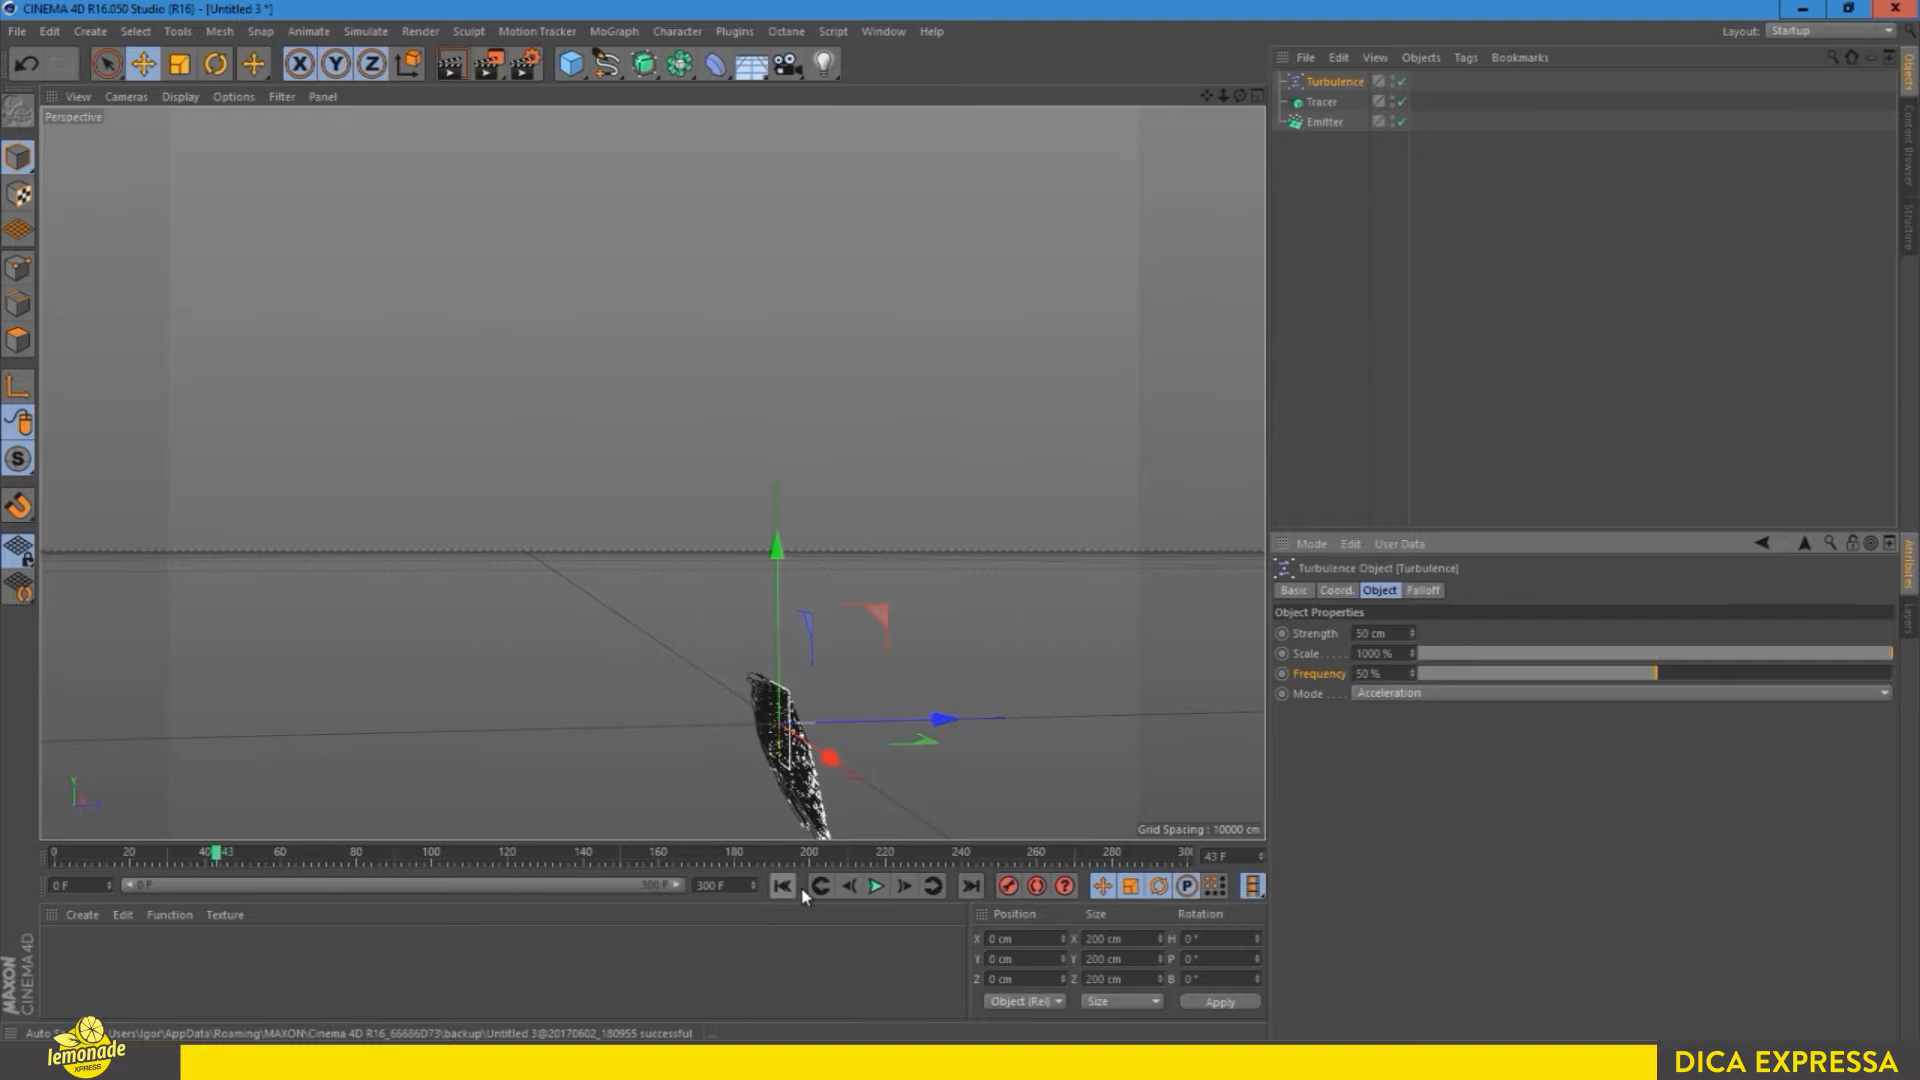 CINEMA 4D R16.050 Studio (R16) - [Untitled 3 *]
File Edit Create Select Tools Mesh Snap Animate Simulate Render Sculpt Motion Tracker MoGraph Character Plugins Octane Script Window Help
Layout: Startup
X Y Z
File Edit View Objects Tags Bookmarks
View Cameras Display Options Filter Panel
Perspective
Turbulence
Tracer
Emitter
Objects
Content Browser
Structure
Mode Edit User Data
Turbulence Object [Turbulence]
Basic Coord. Object Falloff
Object Properties
Strength 50 cm
Scale..... 1000 %
Frequency 50 %
Mode.... Acceleration
Attributes
Layers
Y
Grid Spacing : 10000 cm
0 20 40 43 60 80 100 120 140 160 180 200 220 240 260 280 30 43 F
0 F 0 F 300 F 300 F
Create Edit Function Texture
Position Size Rotation
X 0 cm X 200 cm H 0 °
Y 0 cm Y 200 cm P 0 °
Z 0 cm Z 200 cm B 0 °
Object (Rel) Size Apply
MAXON
CINEMA 4D
Users\Igor\AppData\Roaming\MAXON\Cinema 4D R16_66686D73\backup\Untitled 3@20170602_180955 successful
lemonade
XPRESS
DICA EXPRESSA